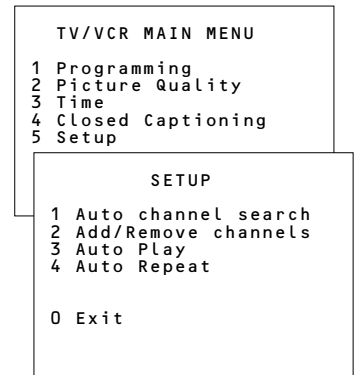 TV/VCR MAIN MENU
1 Programming
2 Picture Quality
3 Time
4 Closed Captioning
5 Setup
SETUP
1 Auto channel search
2 Add/Remove channels
3 Auto Play
4 Auto Repeat
0 Exit